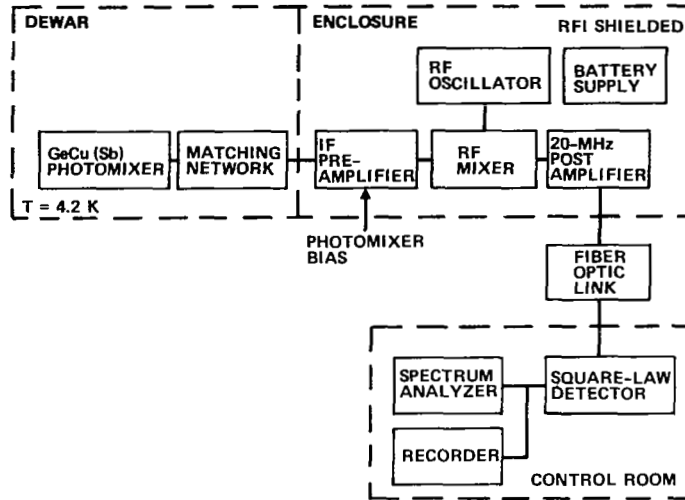 DEWAR
ENCLOSURE
RFI SHIELDED
RF
OSCILLATOR
BATTERY
SUPPLY
GeCu (Sb)
PHOTOMIXER
MATCHING
NETWORK
IF
PRE-
AMPLIFIER
RF
MIXER
20-MHz
POST
AMPLIFIER
T = 4.2 K
PHOTOMIXER
BIAS
FIBER
OPTIC
LINK
SPECTRUM
ANALYZER
SQUARE-LAW
DETECTOR
RECORDER
CONTROL ROOM